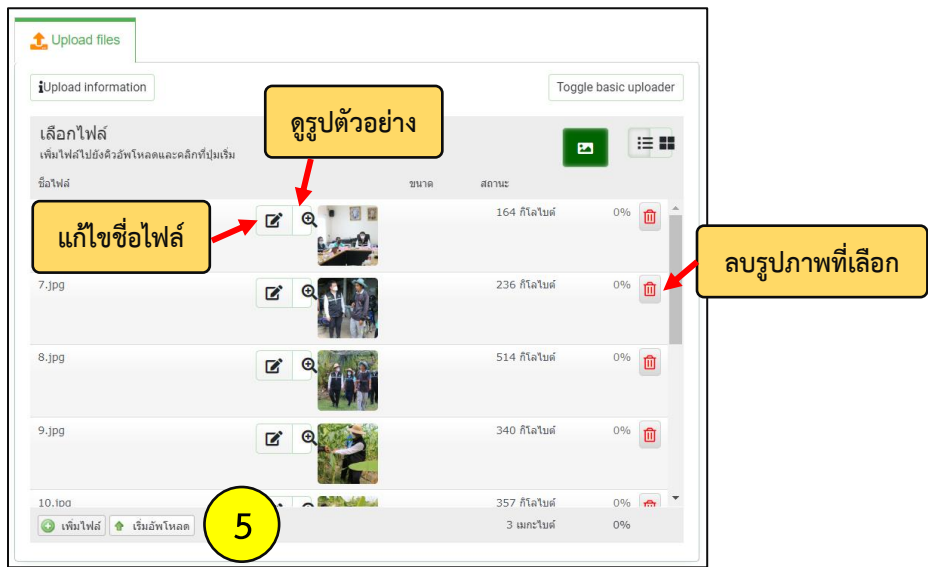 Upload files
Upload information
Toggle basic uploader
ดูรูปตัวอย่าง
เลือกไฟล์
เพิ่มไฟล์ไปยังคิวอัพโหลดและคลิกที่ปุ่มเริ่ม
ชื่อไฟล์ ขนาด สถานะ
164 กิโลไบต์ 0%
แก้ไขชื่อไฟล์
ลบรูปภาพที่เลือก
7.jpg 236 กิโลไบต์ 0%
8.jpg 514 กิโลไบต์ 0%
9.jpg 340 กิโลไบต์ 0%
10.jpg 357 กิโลไบต์ 0%
เพิ่มไฟล์ เริ่มอัพโหลด 5 3 เมกะไบต์ 0%